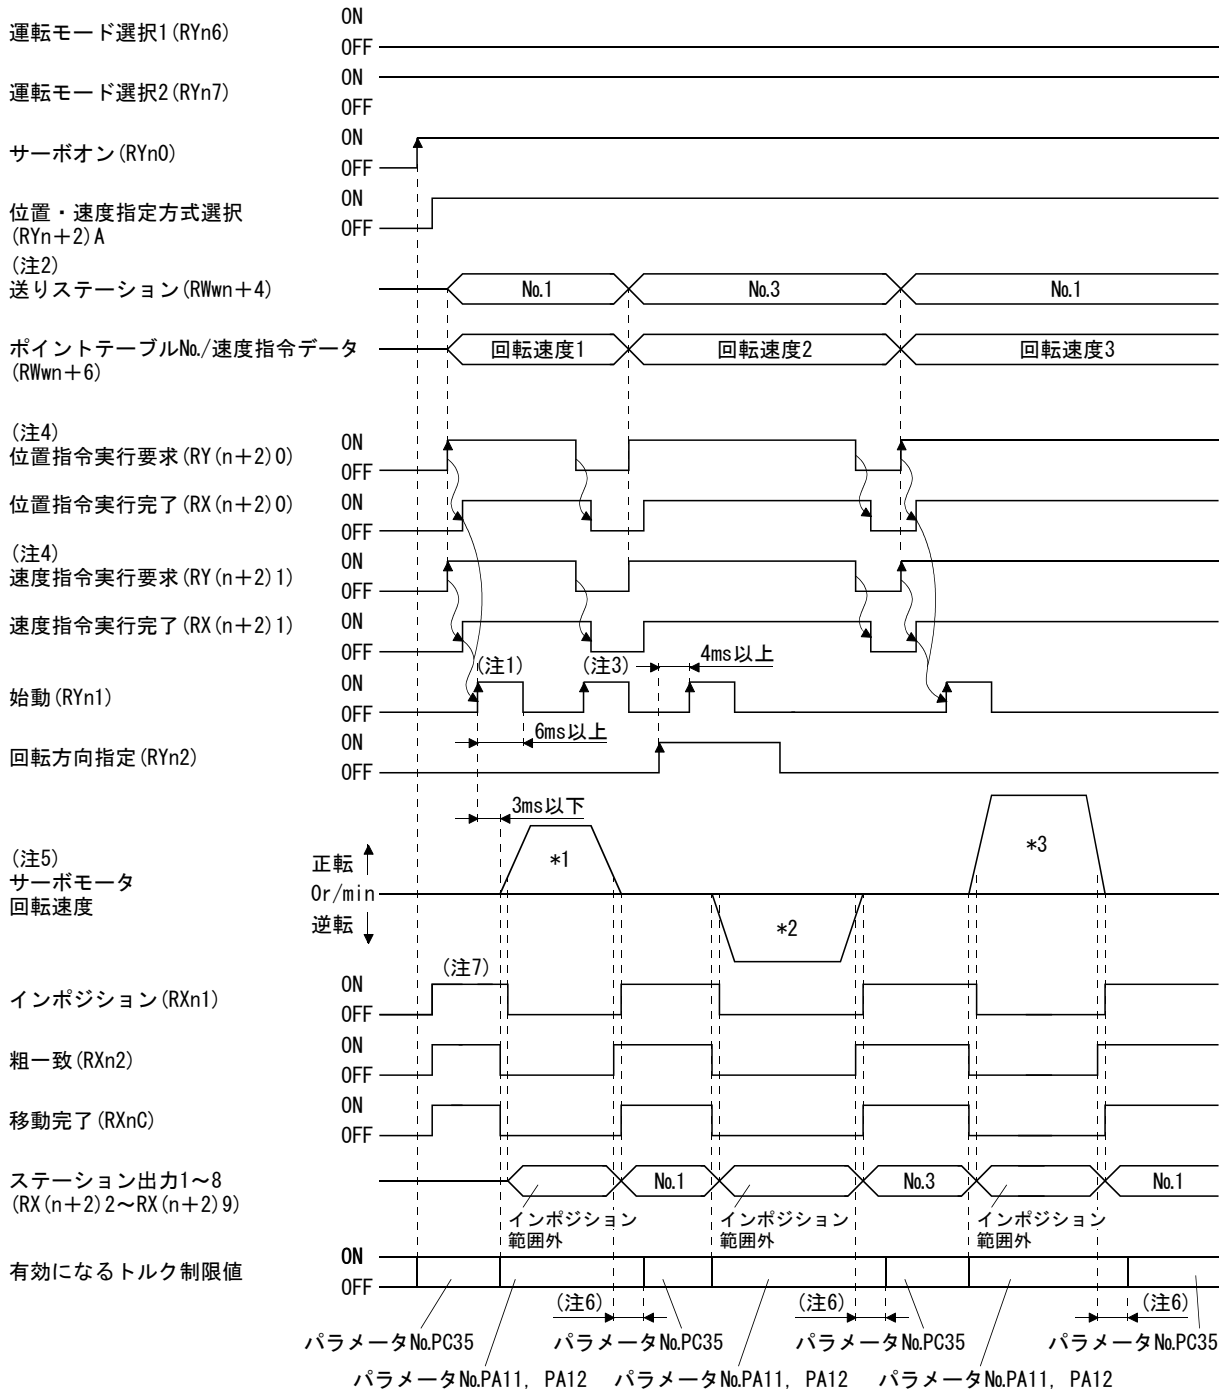 ON
運転モード選択1(RYn6)
OFF
ON
運転モード選択2(RYn7)
OFF
ON
サーボオン(RYn0)
OFF
ON
位置・速度指定方式選択
(RYn+2)A
OFF
(注2)
送りステーション(RWwn+4)
No.1
No.3
No.1
ポイントテーブルNo./速度指令データ
(RWwn+6)
回転速度1
回転速度2
回転速度3
(注4)
位置指令実行要求(RY(n+2)0)
ON
OFF
位置指令実行完了(RX(n+2)0)
ON
OFF
(注4)
速度指令実行要求(RY(n+2)1)
ON
OFF
速度指令実行完了(RX(n+2)1)
ON
OFF
(注1)
(注3)
4ms以上
始動(RYn1)
ON
OFF
6ms以上
回転方向指定(RYn2)
ON
OFF
3ms以下
(注5)
サーボモータ
回転速度
正転
0r/min
逆転
*1
*2
*3
(注7)
インポジション(RXn1)
ON
OFF
粗一致(RXn2)
ON
OFF
移動完了(RXnC)
ON
OFF
ステーション出力1～8
(RX(n+2)2～RX(n+2)9)
No.1
No.3
No.1
インポジション
範囲外
インポジション
範囲外
インポジション
範囲外
有効になるトルク制限値
ON
OFF
(注6)
(注6)
(注6)
パラメータNo.PC35
パラメータNo.PC35
パラメータNo.PC35
パラメータNo.PC35
パラメータNo.PA11, PA12
パラメータNo.PA11, PA12
パラメータNo.PA11, PA12